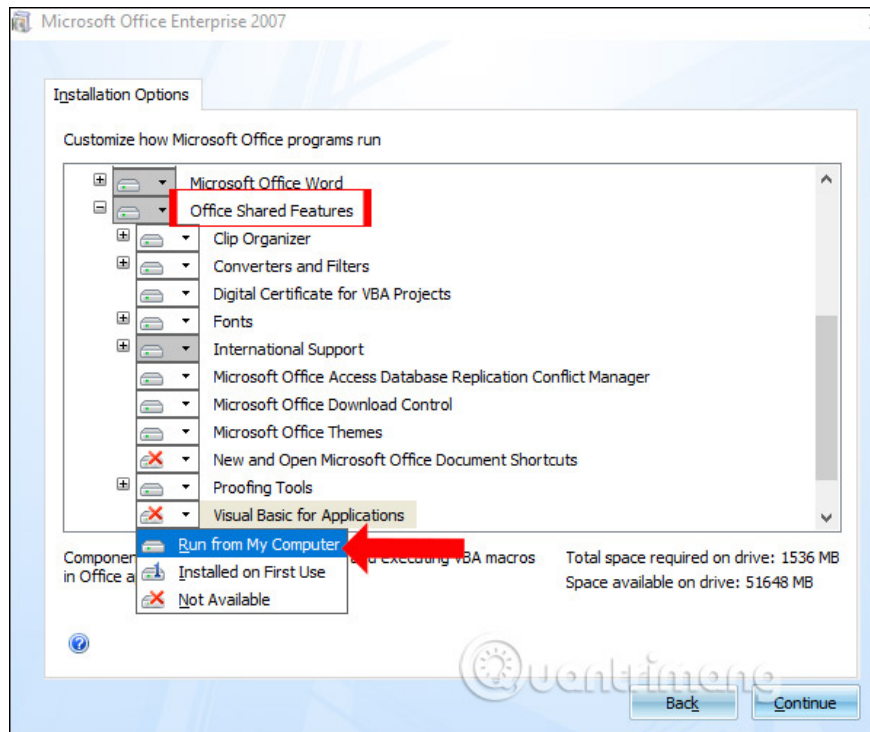 Microsoft Office Enterprise 2007
Installation Options
Customize how Microsoft Office programs run
Microsoft Office Word
Office Shared Features
Clip Organizer
Converters and Filters
Digital Certificate for VBA Projects
Fonts
International Support
Microsoft Office Access Database Replication Conflict Manager
Microsoft Office Download Control
Microsoft Office Themes
New and Open Microsoft Office Document Shortcuts
Proofing Tools
Visual Basic for Applications
Run from My Computer
Installed on First Use
Not Available
executing VBA macros
in Office
Total space required on drive: 1536 MB
Space available on drive: 51648 MB
Quantrimang
Back
Continue